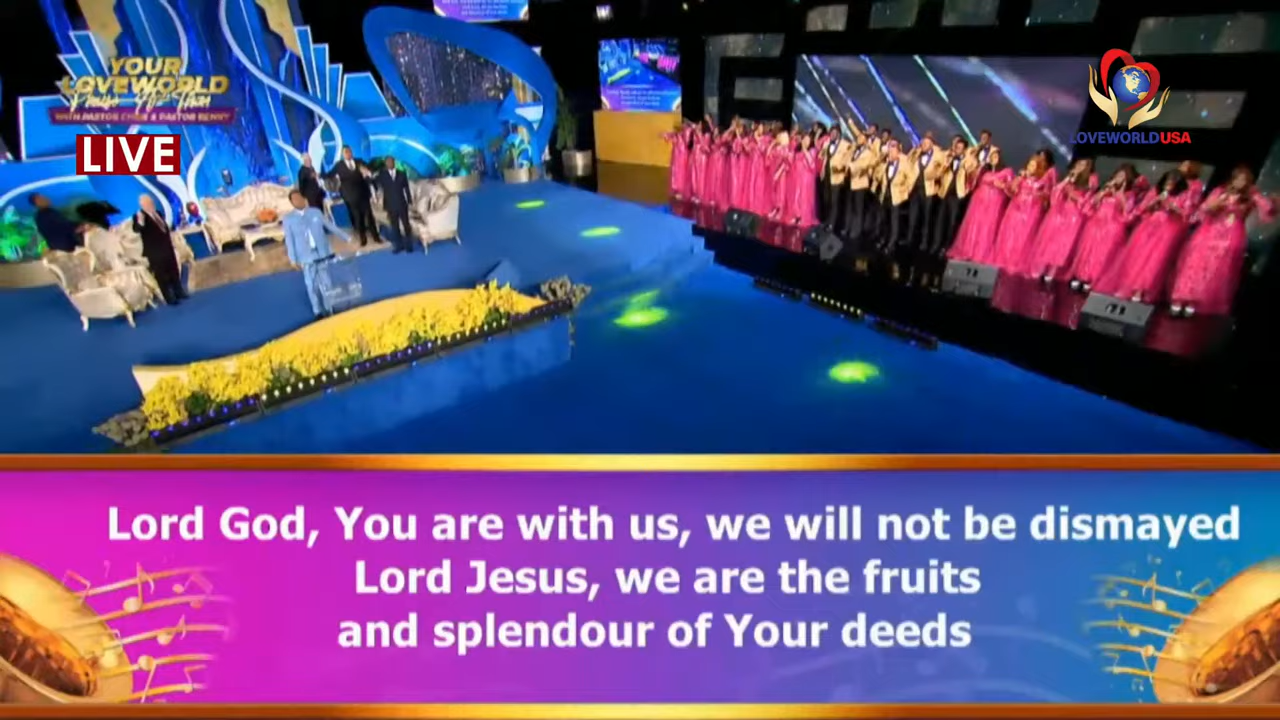 YOUR
LOVEWORLD
LIVE
LOVEWORLDUSA
Lord God, You are with us, we will not be dismayed
Lord Jesus, we are the fruits
and splendour of Your deeds